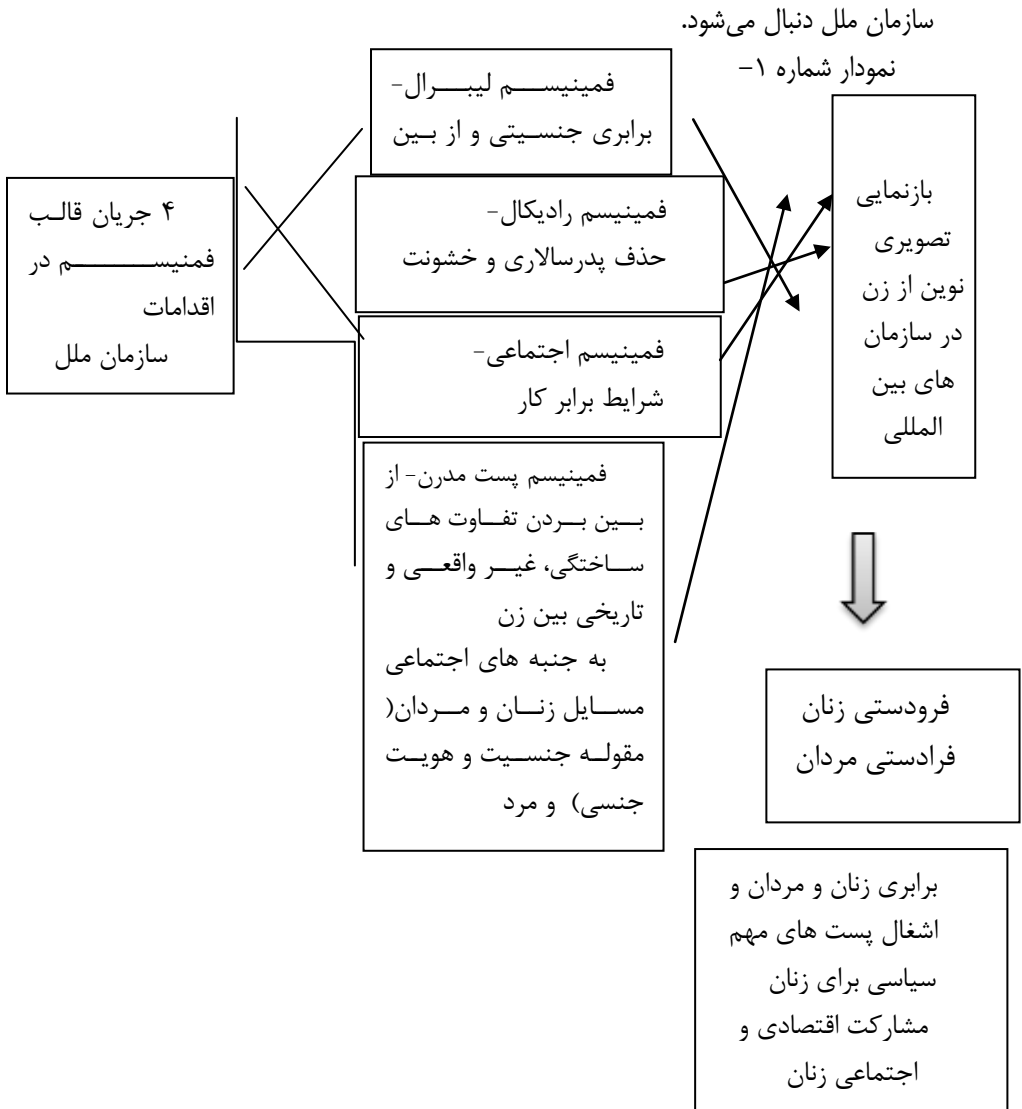 سازمان ملل دنبال می‌شود.
نمودار شماره ۱-
۴ جریان قالب
فمنیسم در
اقدامات
سازمان ملل
فمینیسم لیبرال-
برابری جنسیتی و از بین
فمینیسم رادیکال-
حذف پدرسالاری و خشونت
فمینیسم اجتماعی-
شرایط برابر کار
فمینیسم پست مدرن- از
بین بردن تفاوت های
ساختگی، غیر واقعی و
تاریخی بین زن
به جنبه های اجتماعی
مسایل زنان و مردان(
مقوله جنسیت و هویت
جنسی) و مرد
بازنمایی
تصویری
نوین از زن
در سازمان
های بین
المللی
فرودستی زنان
فرادستی مردان
برابری زنان و مردان و
اشغال پست های مهم
سیاسی برای زنان
مشارکت اقتصادی و
اجتماعی زنان